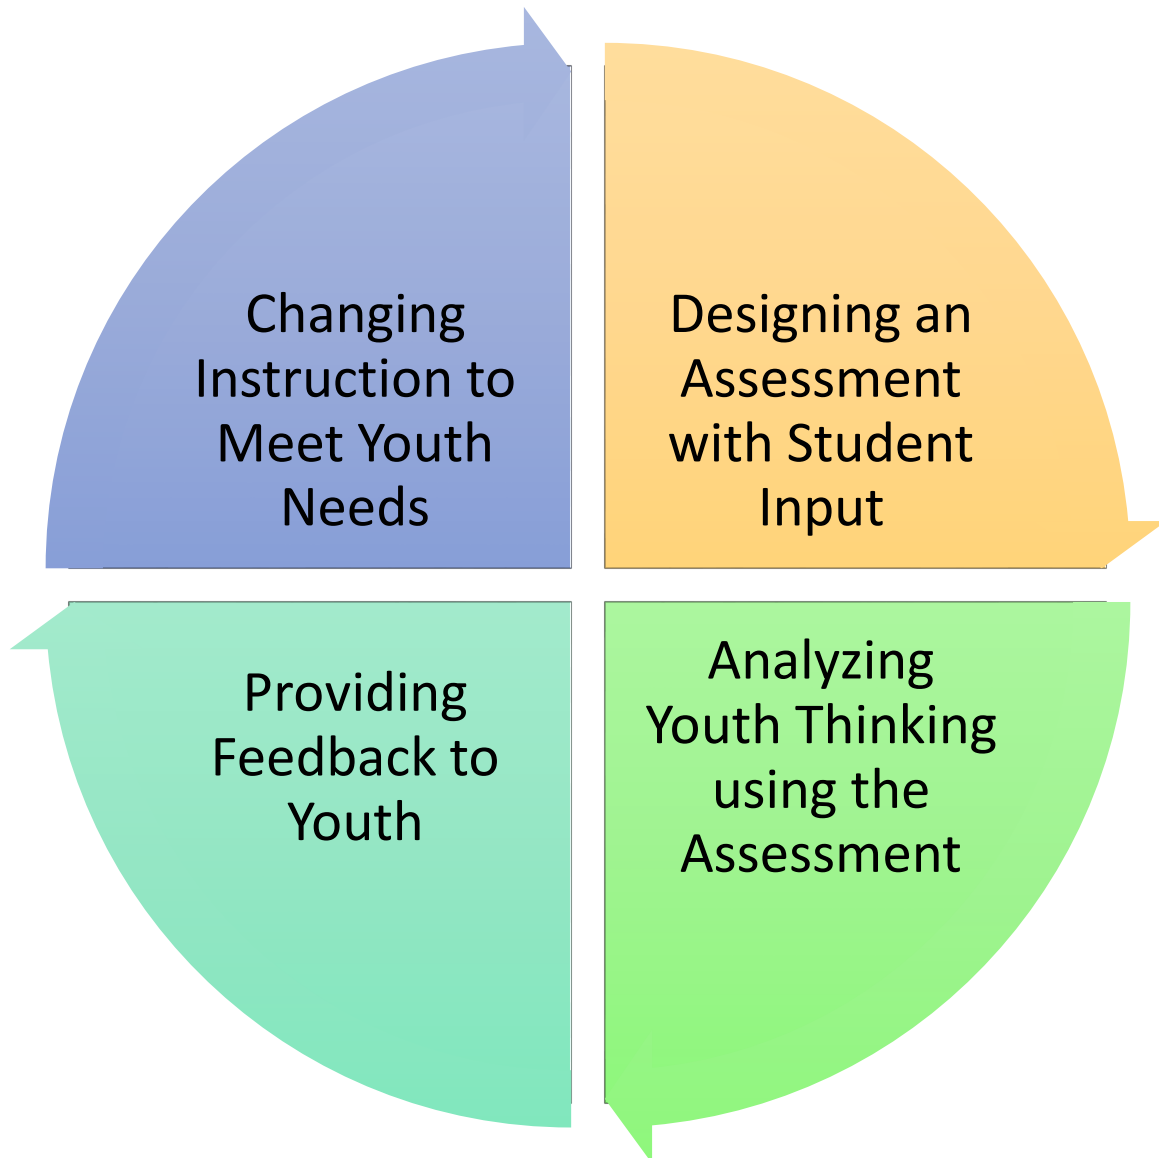 Changing
Instruction to
Meet Youth
Needs
Designing an
Assessment
with Student
Input
Providing
Feedback to
Youth
Analyzing
Youth Thinking
using the
Assessment